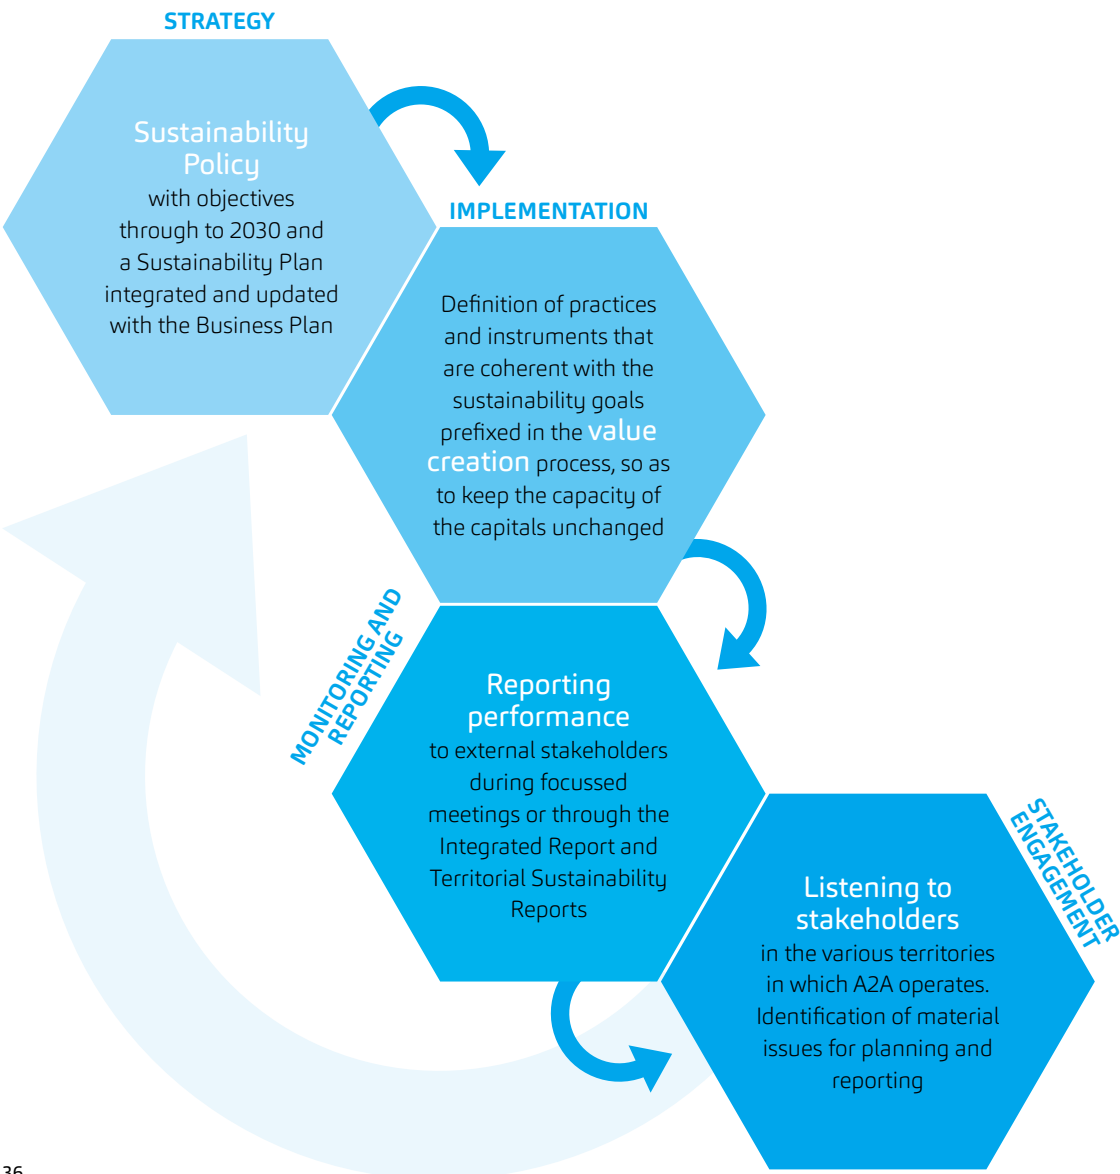 STRATEGY
Sustainability
Policy
with objectives
through to 2030 and
a Sustainability Plan
integrated and updated
with the Business Plan
IMPLEMENTATION
Definition of practices
and instruments that
are coherent with the
sustainability goals
prefixed in the value
creation process, so as
to keep the capacity of
the capitals unchanged
MONITORING AND
REPORTING
Reporting
performance
to external stakeholders
during focussed
meetings or through the
Integrated Report and
Territorial Sustainability
Reports
STAKEHOLDER
ENGAGEMENT
Listening to
stakeholders
in the various territories
in which A2A operates.
Identification of material
issues for planning and
reporting
36